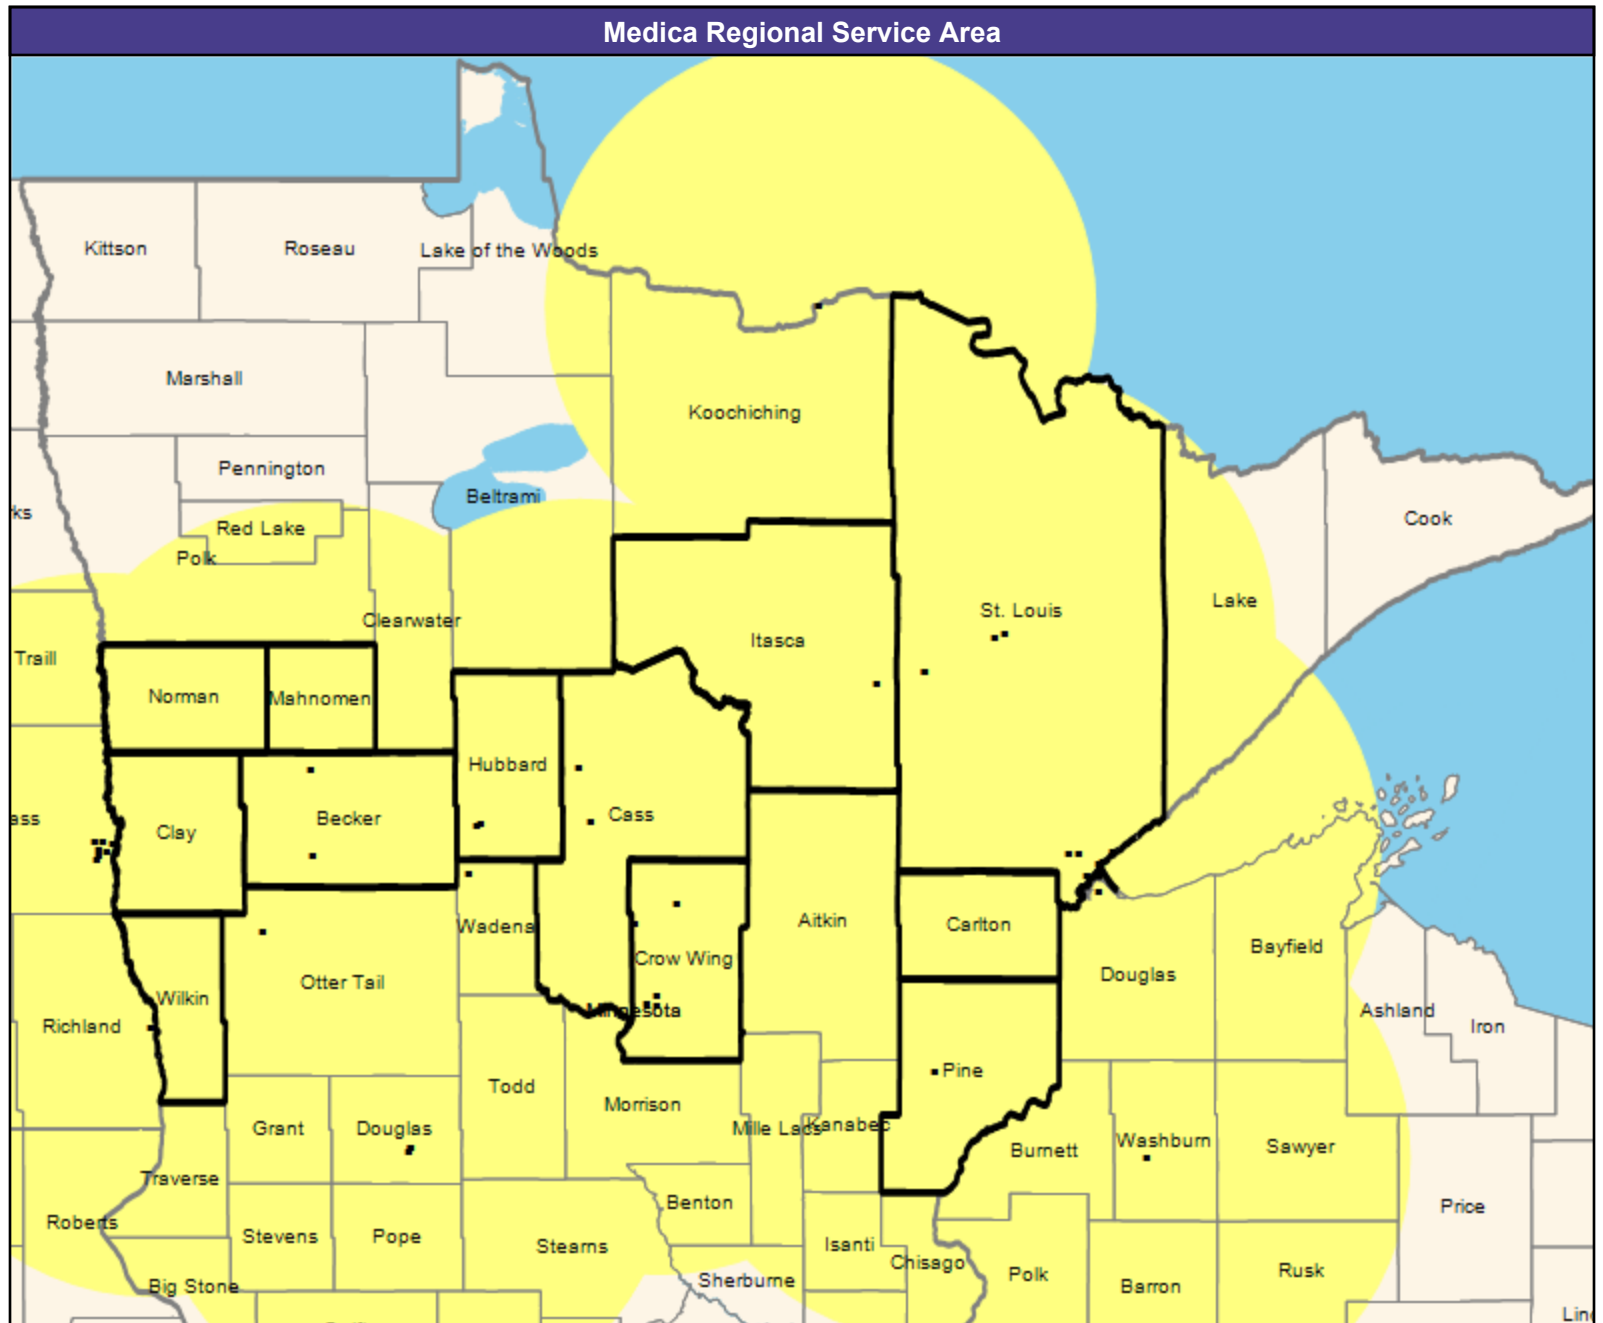 Medica Regional Service Area
Kittson
Roseau
Lake of the Woods
Marshall
Koochiching
Pennington
Beltrami
ks
Red Lake
Cook
Polk
Clearwater
St. Louis
Lake
Itasca
Traill
Norman
Mahnomen
Hubbard
Cass
ass
Clay
Becker
Aitkin
Carlton
Wadena
Crow Wing
Bayfield
Douglas
Otter Tail
Wilkin
Minnesota
Ashland
Iron
Richland
Pine
Todd
Morrison
Grant
Douglas
Mille Lacs
Kanabec
Burnett
Washburn
Sawyer
Traverse
Benton
Price
Roberts
Stevens
Pope
Stearns
Isanti
Chisago
Polk
Rusk
Big Stone
Sherburne
Barron
Lin